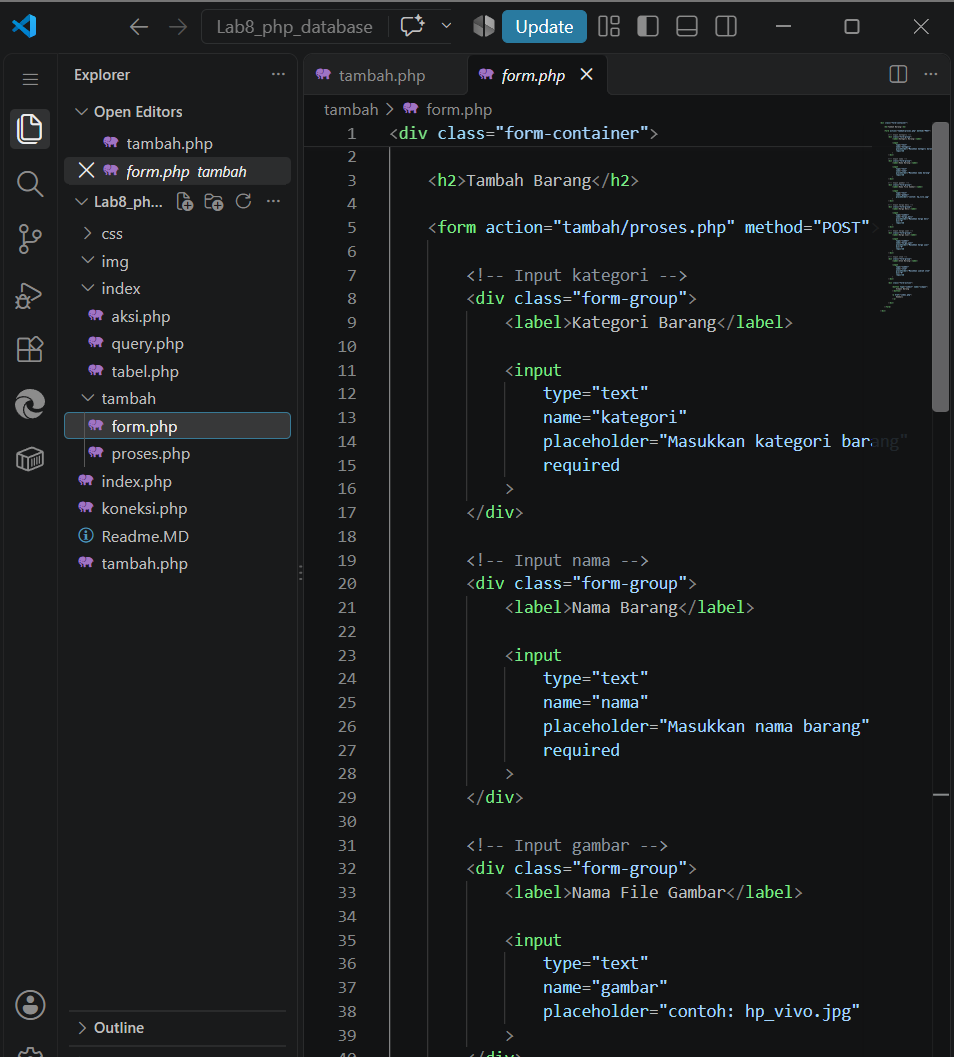 Lab8_php_database
Update
Explorer
Open Editors
tambah.php
form.php tambah
Lab8_ph...
css
img
index
aksi.php
query.php
tabel.php
tambah
form.php
proses.php
index.php
koneksi.php
Readme.MD
tambah.php
Outline
tambah.php
form.php
tambah > form.php
1 <div class="form-container">
2
3 <h2>Tambah Barang</h2>
4
5 <form action="tambah/proses.php" method="POST">
6
7 <!-- Input kategori -->
8 <div class="form-group">
9 <label>Kategori Barang</label>
10
11 <input
12 type="text"
13 name="kategori"
14 placeholder="Masukkan kategori barang"
15 required
16 >
17 </div>
18
19 <!-- Input nama -->
20 <div class="form-group">
21 <label>Nama Barang</label>
22
23 <input
24 type="text"
25 name="nama"
26 placeholder="Masukkan nama barang"
27 required
28 >
29 </div>
30
31 <!-- Input gambar -->
32 <div class="form-group">
33 <label>Nama File Gambar</label>
34
35 <input
36 type="text"
37 name="gambar"
38 placeholder="contoh: hp_vivo.jpg"
39 >
40 </div>